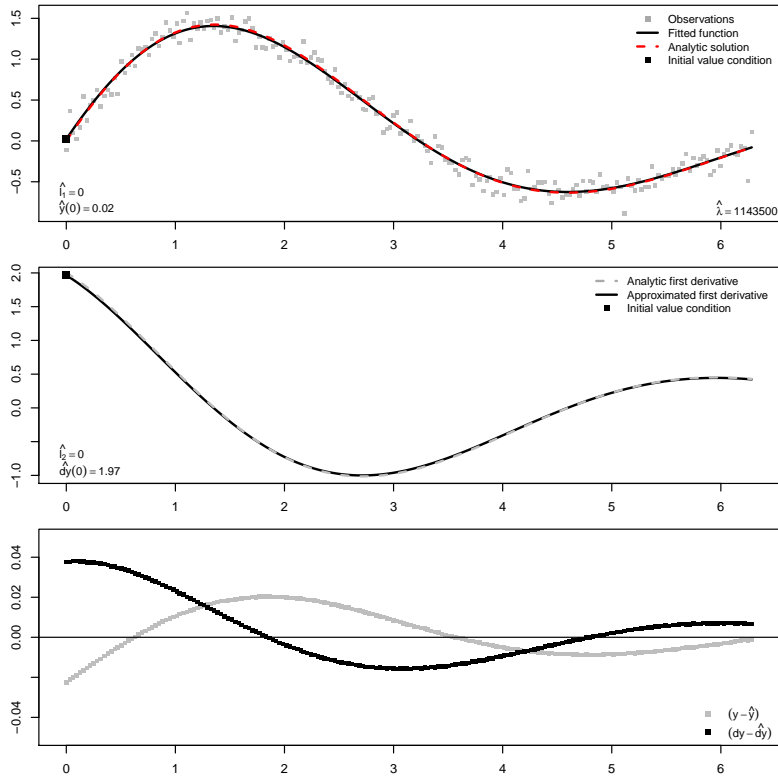 1.5
1.0
0.5
0.0
−0.5
Observations
Fitted function
Analytic solution
Initial value condition
l̂₁ = 0
ŷ(0) = 0.02
λ̂ = 1143500
0 1 2 3 4 5 6
2.0
1.5
0.5
0.0
−1.0
Analytic first derivative
Approximated first derivative
Initial value condition
l̂₂ = 0
dŷ(0) = 1.97
0 1 2 3 4 5 6
0.04
0.02
0.00
−0.04
(y − ŷ)
(dy − dŷ)
0 1 2 3 4 5 6